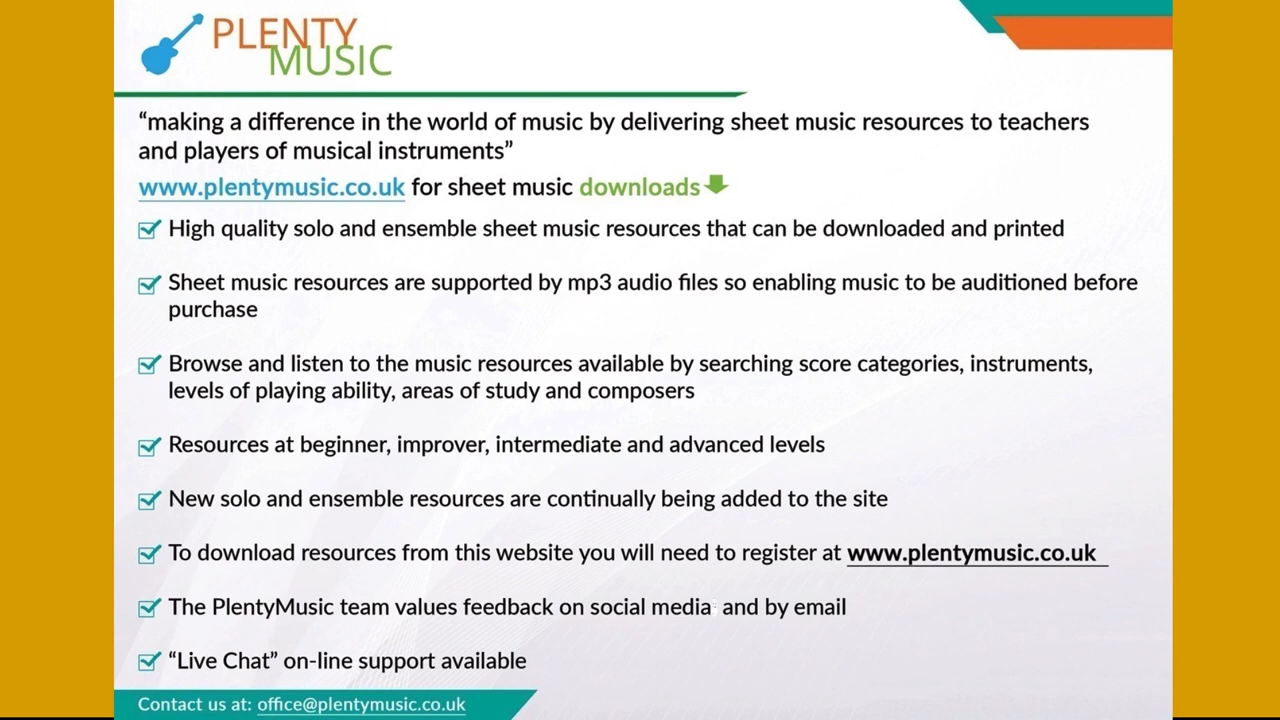 PLENTY
MUSIC
“making a difference in the world of music by delivering sheet music resources to teachers
and players of musical instruments”
www.plentymusic.co.uk for sheet music downloads
High quality solo and ensemble sheet music resources that can be downloaded and printed
Sheet music resources are supported by mp3 audio files so enabling music to be auditioned before
purchase
Browse and listen to the music resources available by searching score categories, instruments,
levels of playing ability, areas of study and composers
Resources at beginner, improver, intermediate and advanced levels
New solo and ensemble resources are continually being added to the site
To download resources from this website you will need to register at www.plentymusic.co.uk
The PlentyMusic team values feedback on social media and by email
“Live Chat” on-line support available
Contact us at: office@plentymusic.co.uk